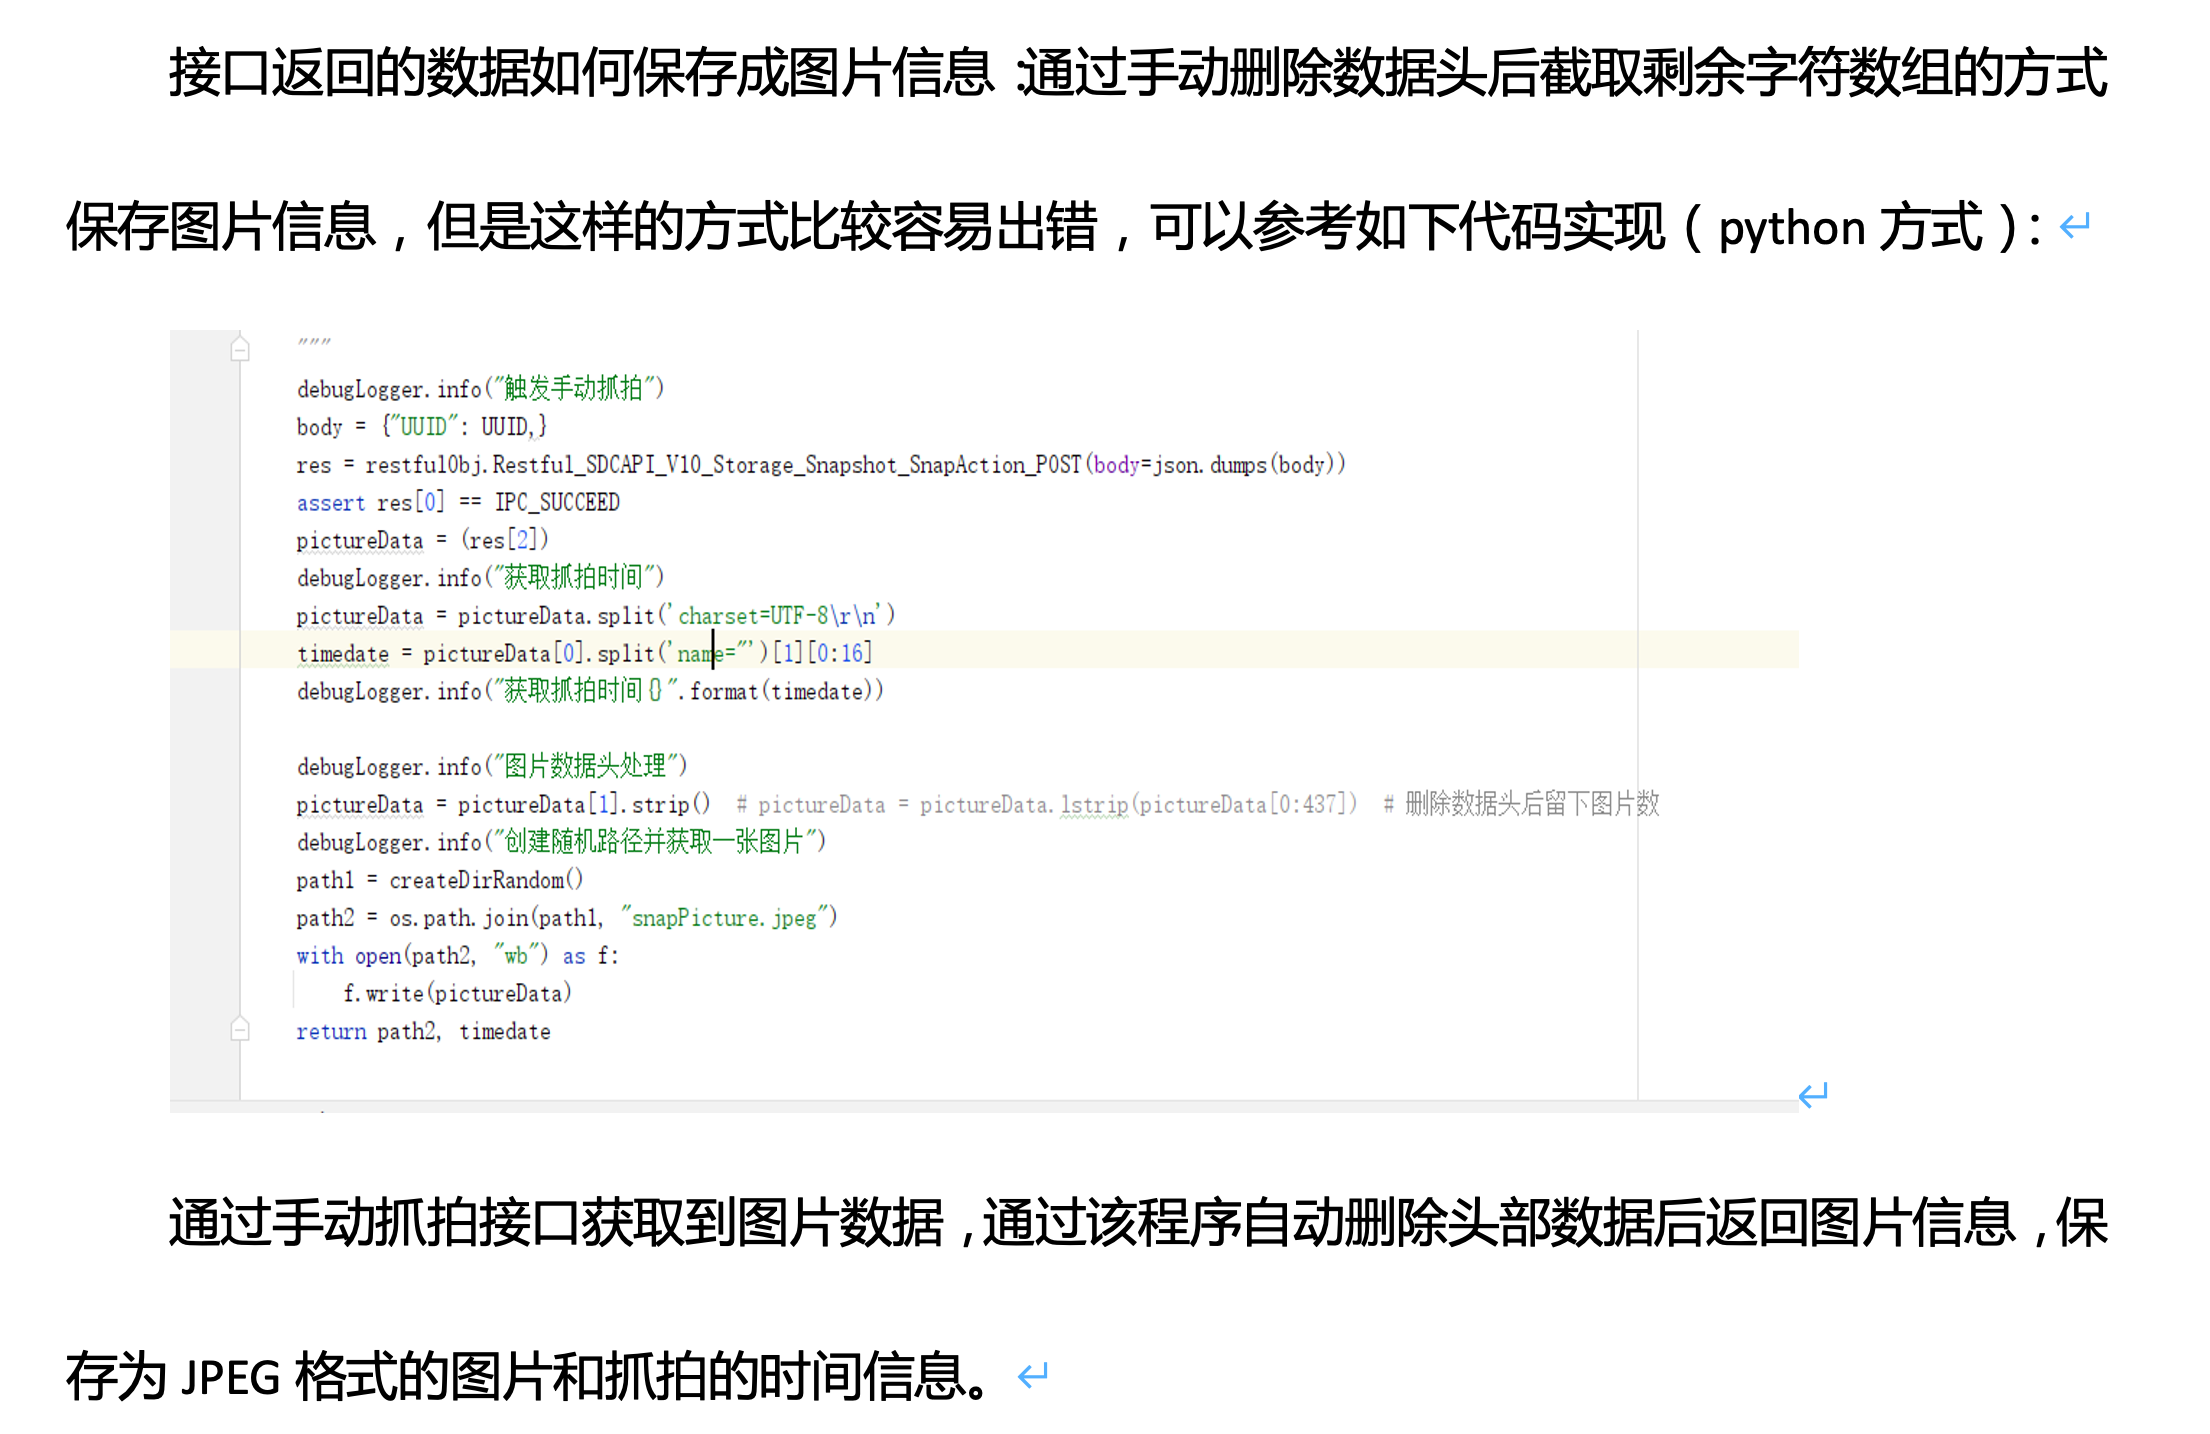 接口返回的数据如何保存成图片信息：通过手动删除数据头后截取剩余字符数组的方式
保存图片信息，但是这样的方式比较容易出错，可以参考如下代码实现（python 方式）：
"""
debugLogger.info("触发手动抓拍")
body = {"UUID": UUID,}
res = restfulObj.Restful_SDCAPI_V10_Storage_Snapshot_SnapAction_POST(body=json.dumps(body))
assert res[0] == IPC_SUCCEED
pictureData = (res[2])
debugLogger.info("获取抓拍时间")
pictureData = pictureData.split('charset=UTF-8\r\n')
timedate = pictureData[0].split('name="')[1][0:16]
debugLogger.info("获取抓拍时间{}".format(timedate))
debugLogger.info("图片数据头处理")
pictureData = pictureData[1].strip()  # pictureData = pictureData.lstrip(pictureData[0:437])  # 删除数据头后留下图片数
debugLogger.info("创建随机路径并获取一张图片")
path1 = createDirRandom()
path2 = os.path.join(path1, "snapPicture.jpeg")
with open(path2, "wb") as f:
    f.write(pictureData)
return path2, timedate
通过手动抓拍接口获取到图片数据，通过该程序自动删除头部数据后返回图片信息，保
存为 JPEG 格式的图片和抓拍的时间信息。